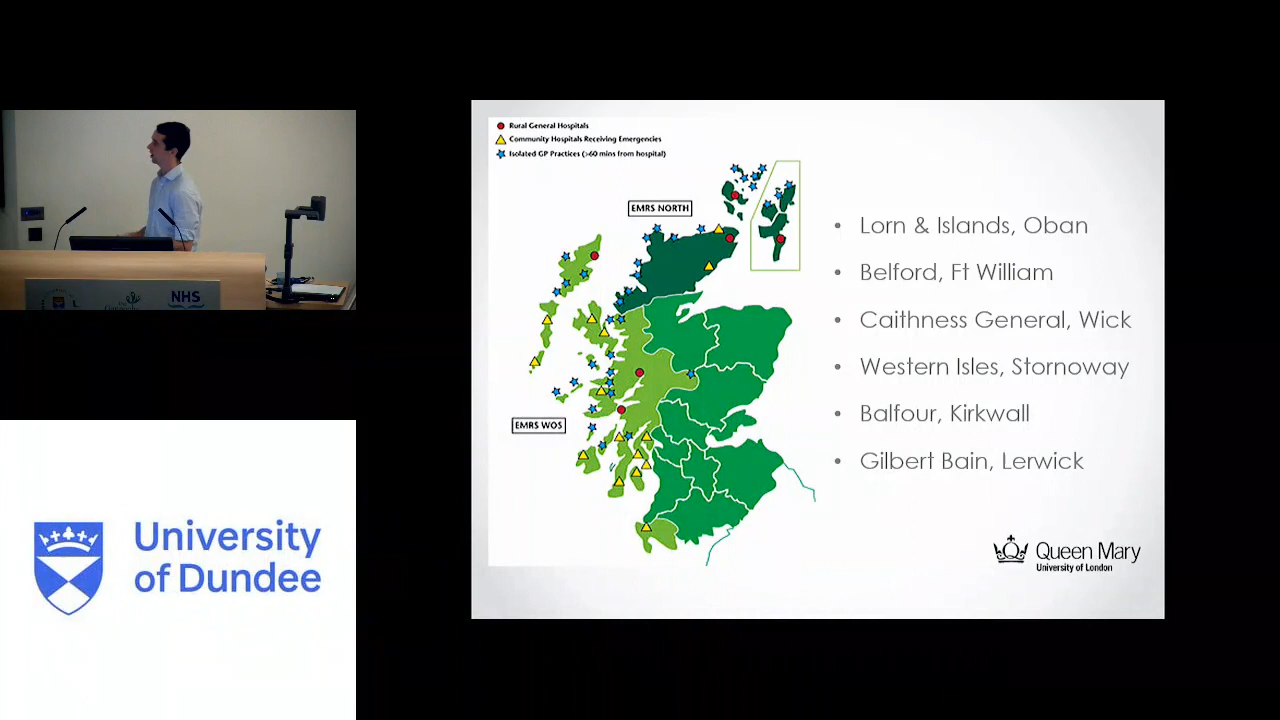 Rural General Hospitals
Community Hospitals Receiving Emergencies
Isolated GP Practices (>60 mins from hospital)
EMRS NORTH
EMRS WOS
• Lorn & Islands, Oban
• Belford, Ft William
• Caithness General, Wick
• Western Isles, Stornoway
• Balfour, Kirkwall
• Gilbert Bain, Lerwick
Queen Mary
University of London
NHS
University
of Dundee